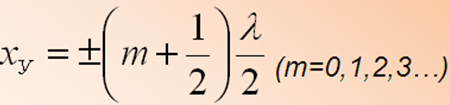 x_y = ±(m + 1/2) λ/2 (m=0,1,2,3...)